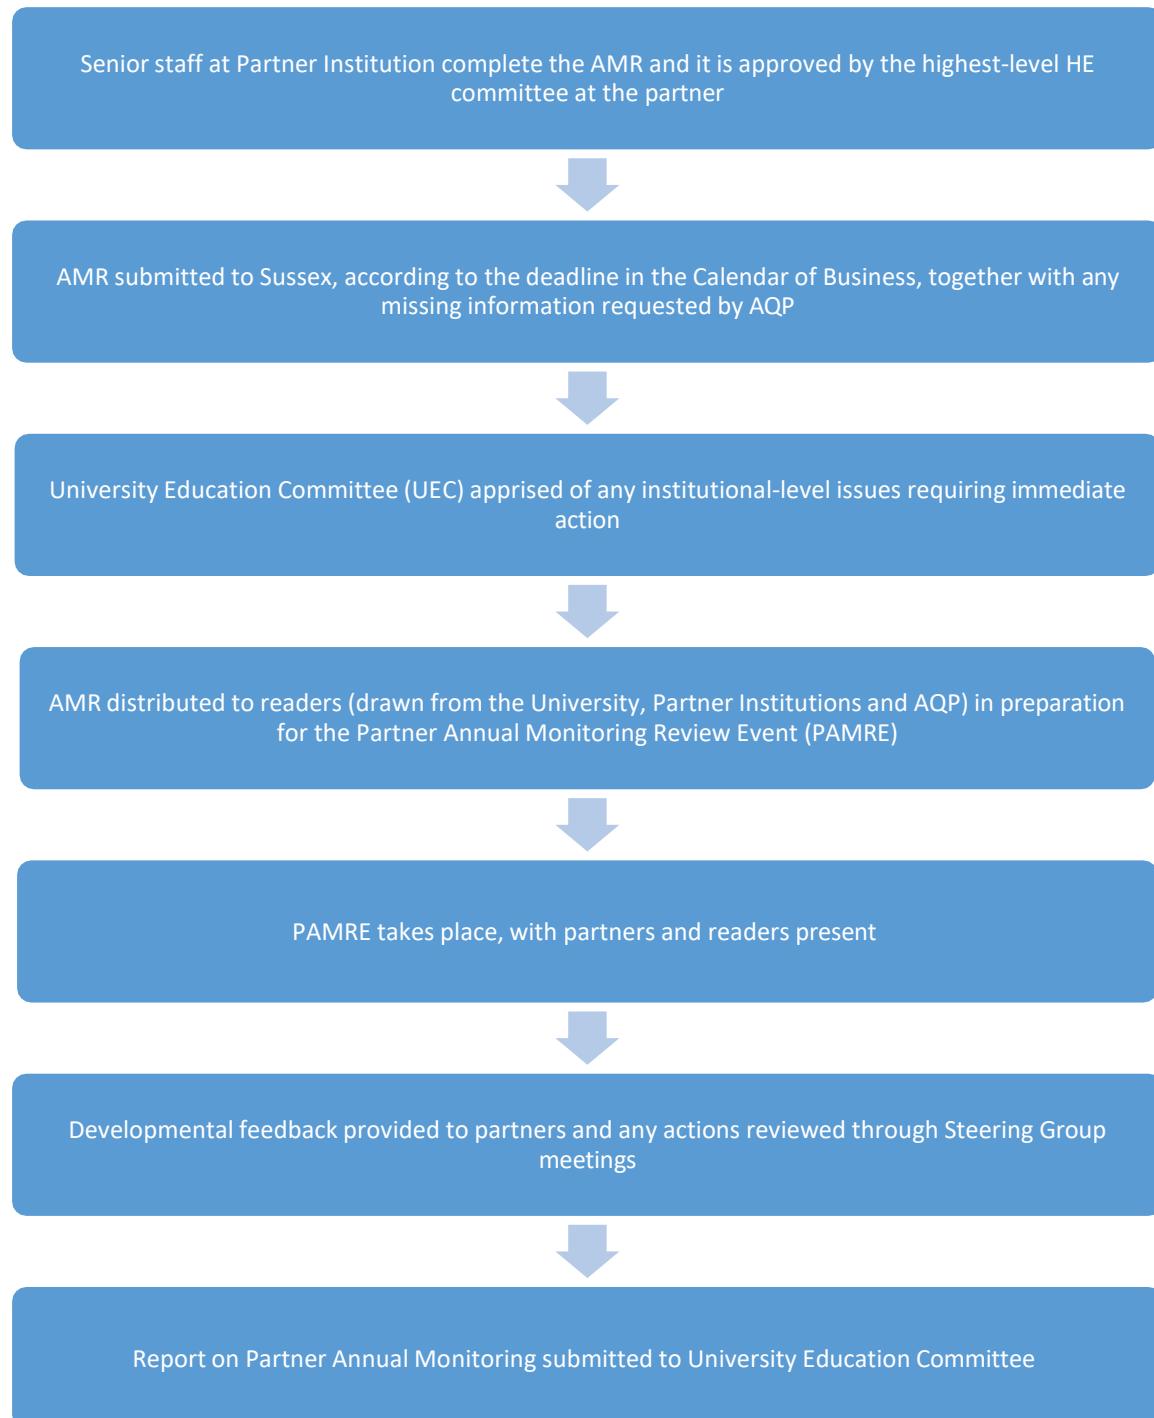 Senior staff at Partner Institution complete the AMR and it is approved by the highest-level HE
committee at the partner
AMR submitted to Sussex, according to the deadline in the Calendar of Business, together with any
missing information requested by AQP
University Education Committee (UEC) apprised of any institutional-level issues requiring immediate
action
AMR distributed to readers (drawn from the University, Partner Institutions and AQP) in preparation
for the Partner Annual Monitoring Review Event (PAMRE)
PAMRE takes place, with partners and readers present
Developmental feedback provided to partners and any actions reviewed through Steering Group
meetings
Report on Partner Annual Monitoring submitted to University Education Committee